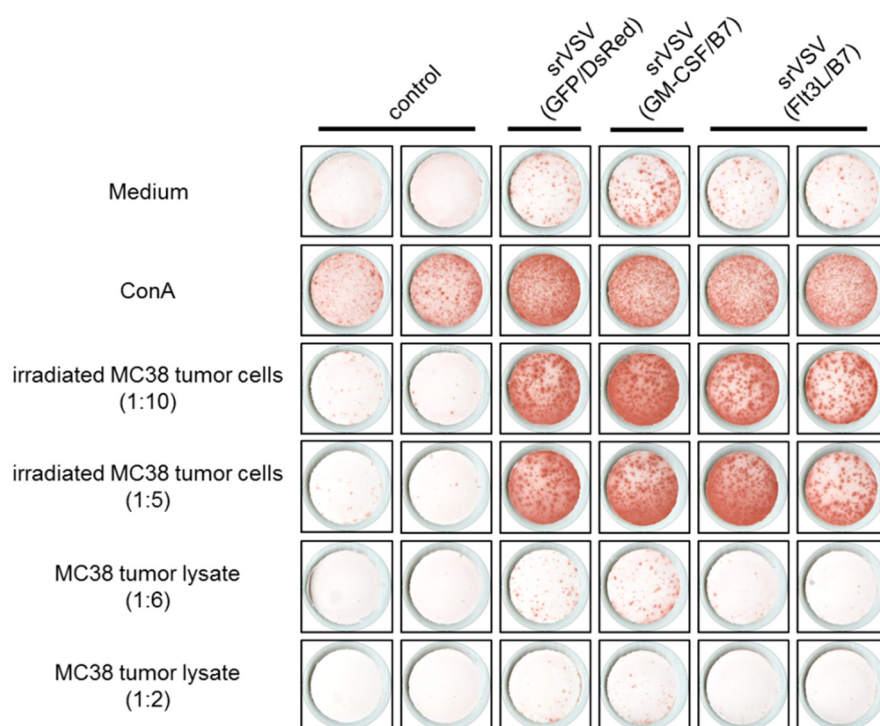 control
srVSV
(GFP/DsRed)
srVSV
(GM-CSF/B7)
srVSV
(Flt3L/B7)
Medium
ConA
irradiated MC38 tumor cells
(1:10)
irradiated MC38 tumor cells
(1:5)
MC38 tumor lysate
(1:6)
MC38 tumor lysate
(1:2)